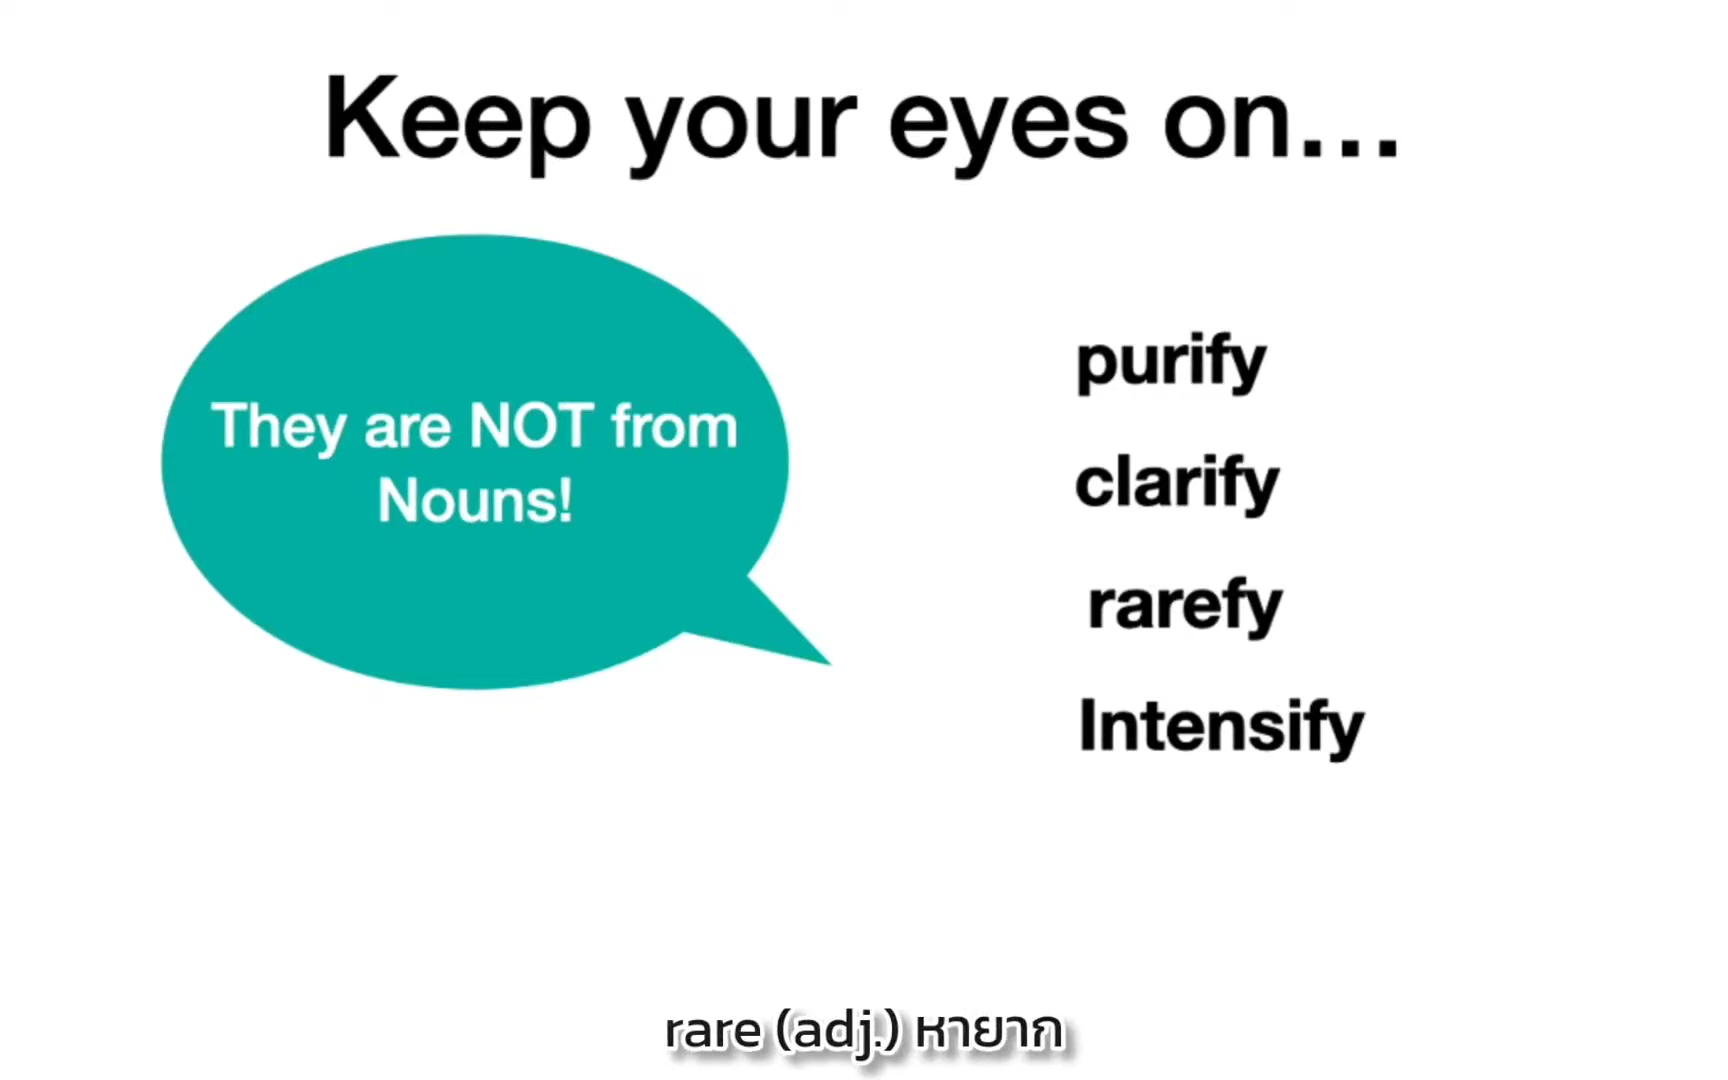 Keep your eyes on...
They are NOT from
Nouns!
purify
clarify
rarefy
Intensify
rare (adj.) หายาก